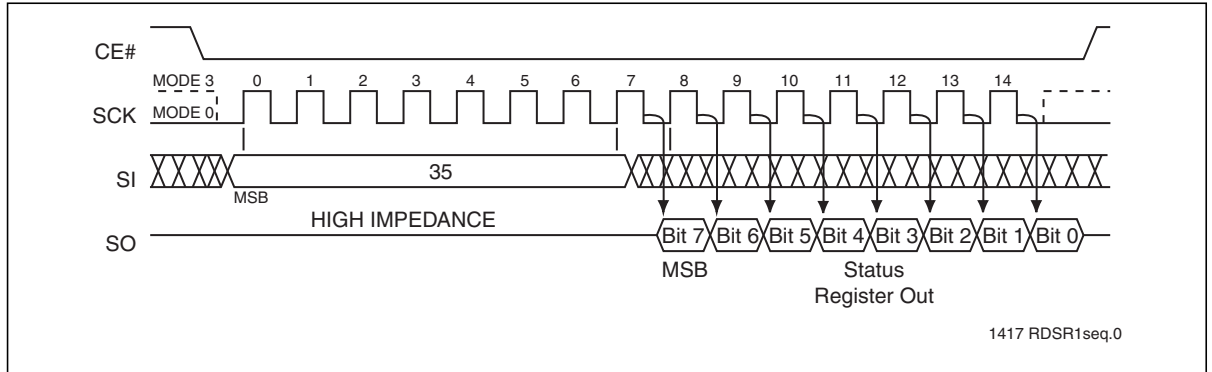 CE#
MODE 3
0 1 2 3 4 5 6 7 8 9 10 11 12 13 14
SCK
MODE 0
SI
35
MSB
HIGH IMPEDANCE
SO
Bit 7 Bit 6 Bit 5 Bit 4 Bit 3 Bit 2 Bit 1 Bit 0
MSB
Status
Register Out
1417 RDSR1seq.0